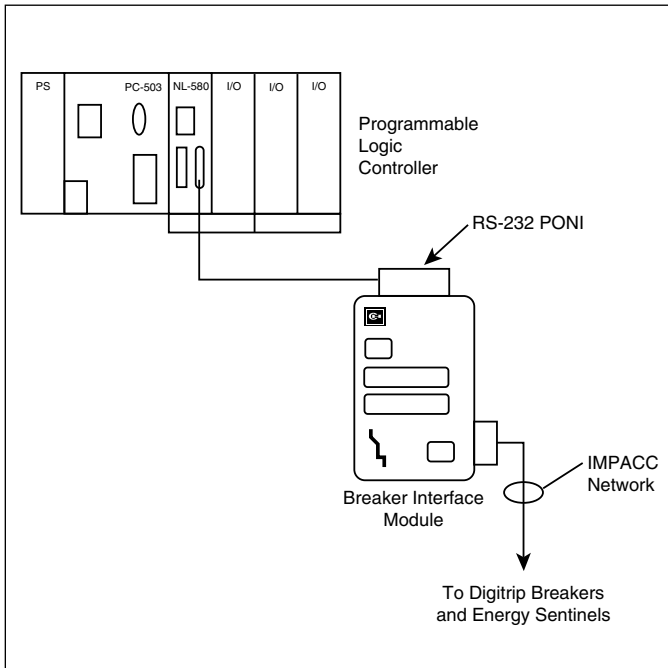 PS
PC-503
NL-580
I/O
I/O
I/O
Programmable
Logic
Controller
RS-232 PONI
Breaker Interface
Module
IMPACC
Network
To Digitrip Breakers
and Energy Sentinels